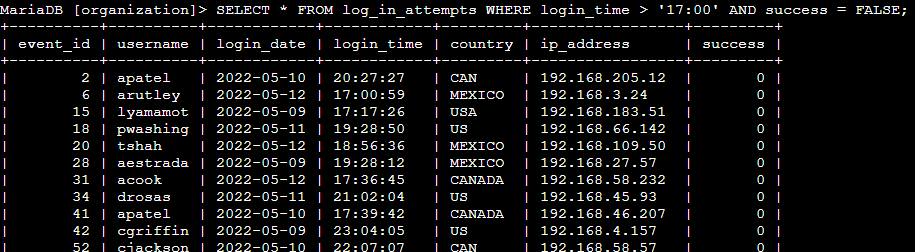 MariaDB [organization]> SELECT * FROM log_in_attempts WHERE login_time > '17:00' AND success = FALSE;
+----------+----------+------------+------------+---------+-----------------+---------+
| event_id | username | login_date | login_time | country | ip_address      | success |
+----------+----------+------------+------------+---------+-----------------+---------+
|        2 | apatel   | 2022-05-10 | 20:27:27   | CAN     | 192.168.205.12  |       0 |
|        6 | arutley  | 2022-05-12 | 17:00:59   | MEXICO  | 192.168.3.24    |       0 |
|       15 | lyamamot | 2022-05-09 | 17:17:26   | USA     | 192.168.183.51  |       0 |
|       18 | pwashing | 2022-05-11 | 19:28:50   | US      | 192.168.66.142  |       0 |
|       20 | tshah    | 2022-05-12 | 18:56:36   | MEXICO  | 192.168.109.50  |       0 |
|       28 | aestrada | 2022-05-09 | 19:28:12   | MEXICO  | 192.168.27.57   |       0 |
|       31 | acook    | 2022-05-12 | 17:36:45   | CANADA  | 192.168.58.232  |       0 |
|       34 | drosas   | 2022-05-11 | 21:02:04   | US      | 192.168.45.93   |       0 |
|       41 | apatel   | 2022-05-10 | 17:39:42   | CANADA  | 192.168.46.207  |       0 |
|       42 | cgriffin | 2022-05-09 | 23:04:05   | US      | 192.168.4.157   |       0 |
|       52 | cjackson | 2022-05-10 | 22:07:07   | CAN     | 192.168.58.57   |       0 |